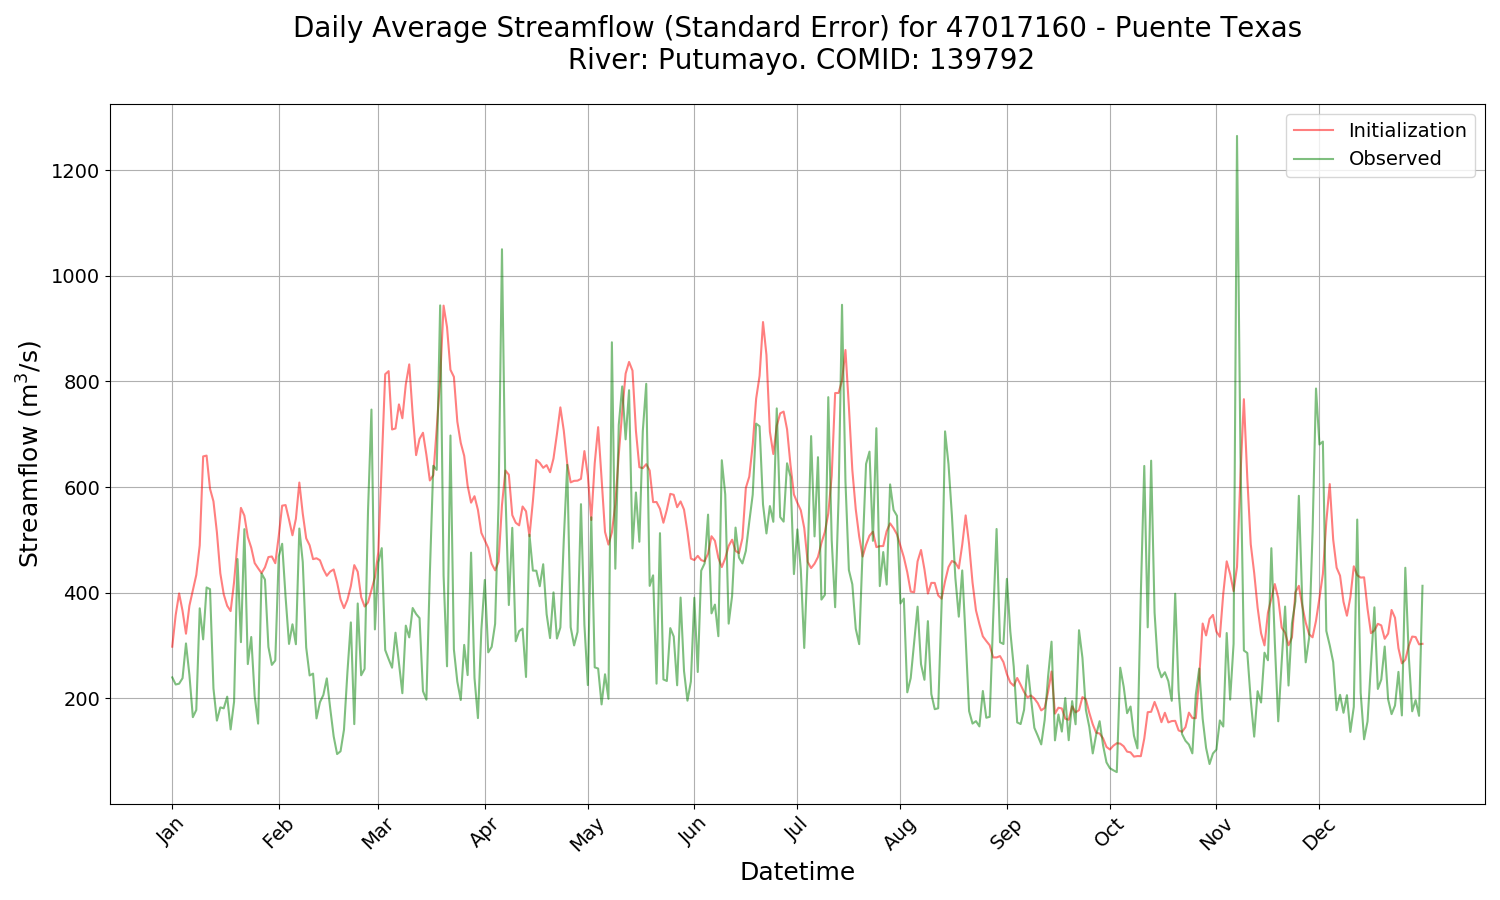 Daily Average Streamflow (Standard Error) for 47017160 - Puente Texas
River: Putumayo. COMID: 139792
Initialization
Observed
Streamflow (m³/s)
1200
1000
800
600
400
200
Jan
Feb
Mar
Apr
May
Jun
Jul
Aug
Sep
Oct
Nov
Dec
Datetime